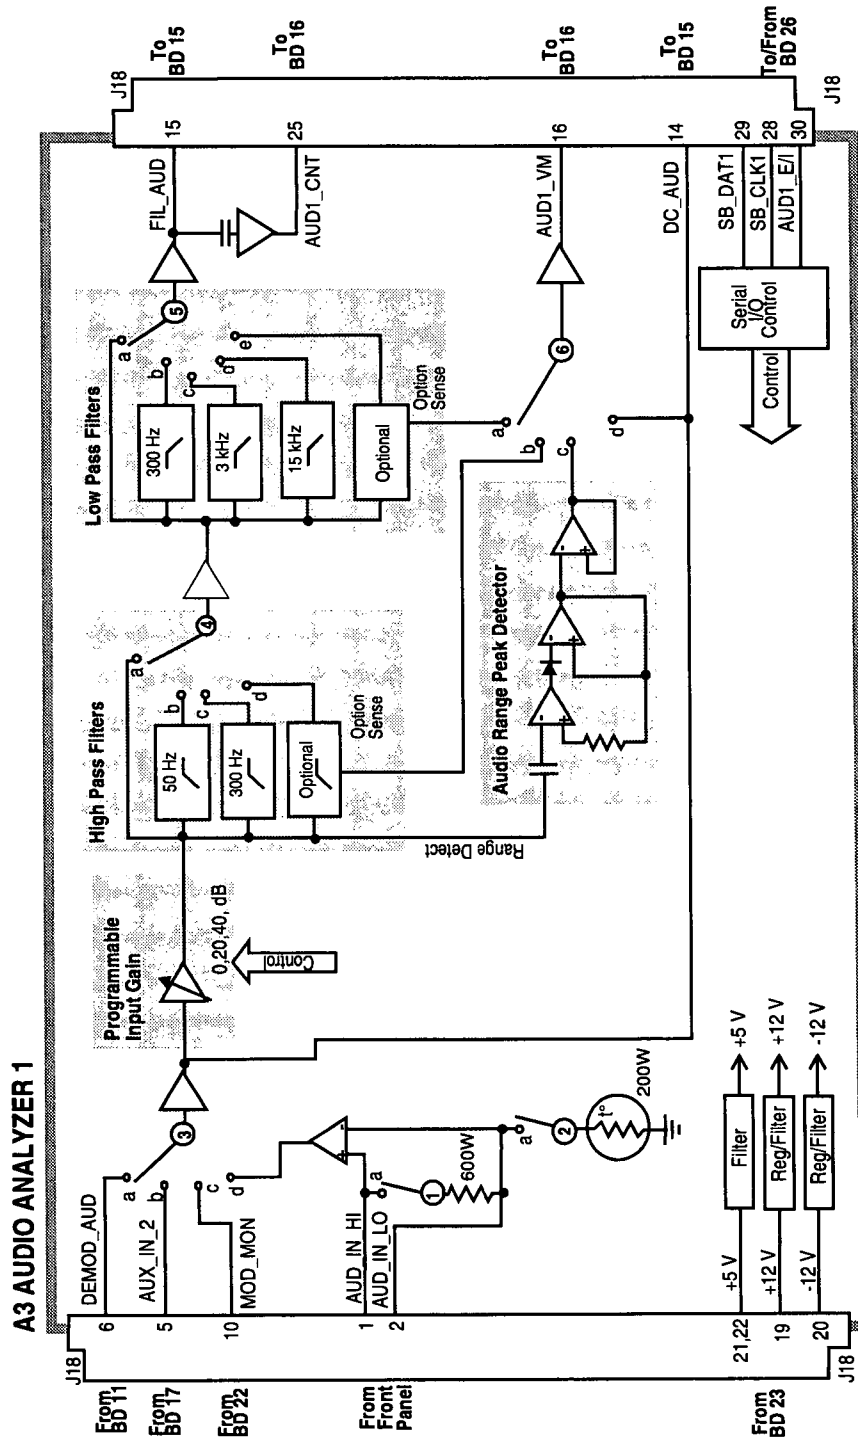 A3 AUDIO ANALYZER 1
J18
From
BD 11
6
DEMOD_AUD
From
BD 17
5
AUX_IN_2
From
BD 22
10
MOD_MON
From
Front
Panel
1
AUD_IN_HI
2
AUD_IN_LO
a
b
c
d
3
a
1
600W
a
2
t°
200W
Programmable
Input Gain
0,20,40, dB
Control
High Pass Filters
50 Hz
300 Hz
Optional
a
b
c
d
4
Option
Sense
Range Detect
Low Pass Filters
300 Hz
3 kHz
15 kHz
Optional
a
b
c
d
e
5
Option
Sense
Audio Range Peak Detector
-
+
-
+
-
+
-
+
a
b
c
d
6
FIL_AUD
15
To
BD 15
AUD1_CNT
25
To
BD 16
AUD1_VM
16
To
BD 16
DC_AUD
14
To
BD 15
Control
Serial
I/O
Control
SB_DAT1
29
SB_CLK1
28
AUD1_E/I
30
To/From
BD 26
J18
J18
From
BD 23
21,22
+5 V
Filter
+5 V
19
+12 V
Reg/Filter
+12 V
20
-12 V
Reg/Filter
-12 V
J18